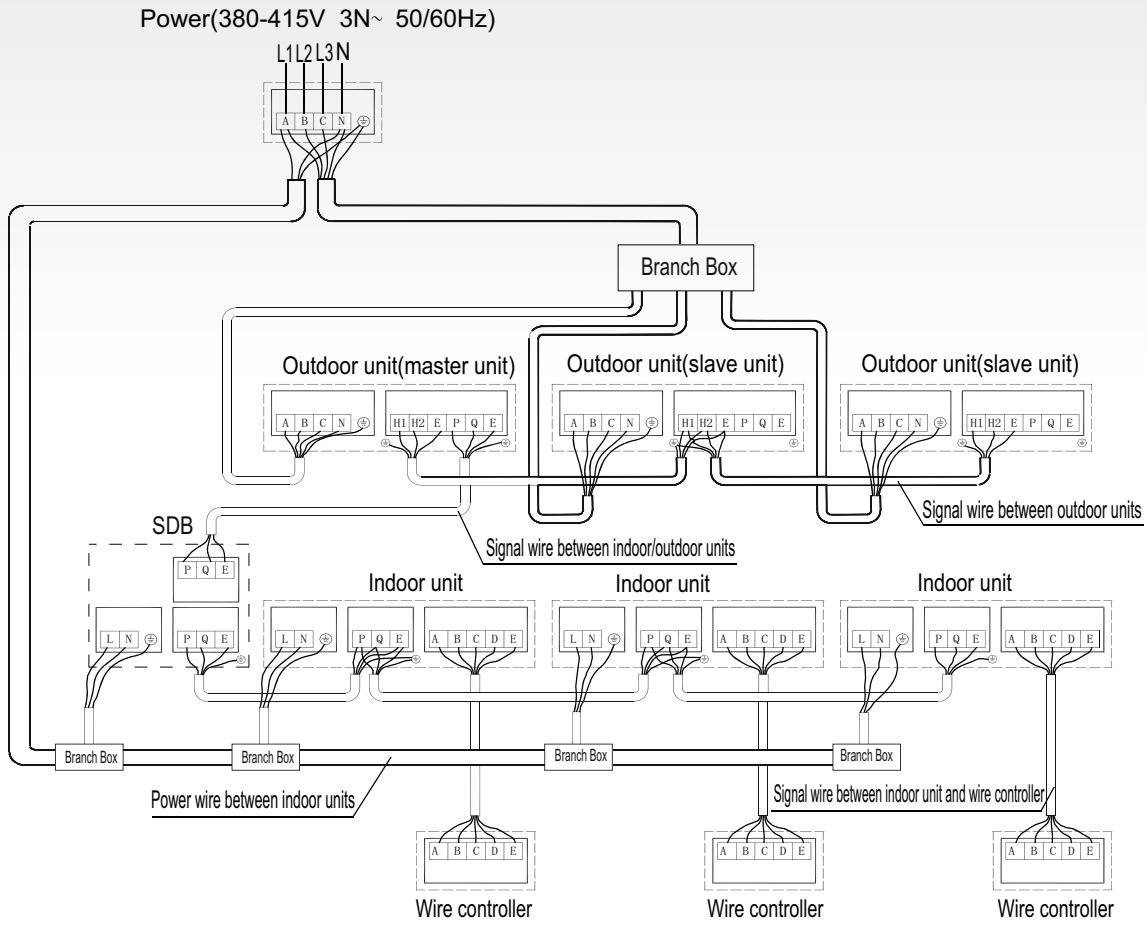 Power(380-415V 3N~ 50/60Hz)
L1 L2 L3 N
A B C N
Branch Box
Outdoor unit(master unit)
Outdoor unit(slave unit)
Outdoor unit(slave unit)
A B C N
H1 H2 E P Q E
A B C N
H1 H2 E P Q E
A B C N
H1 H2 E P Q E
Signal wire between outdoor units
SDB
Signal wire between indoor/outdoor units
P Q E
Indoor unit
Indoor unit
Indoor unit
L N
P Q E
L N
P Q E
A B C D E
L N
P Q E
A B C D E
L N
P Q E
A B C D E
Branch Box
Branch Box
Branch Box
Branch Box
Power wire between indoor units
Signal wire between indoor unit and wire controller
A B C D E
A B C D E
A B C D E
Wire controller
Wire controller
Wire controller